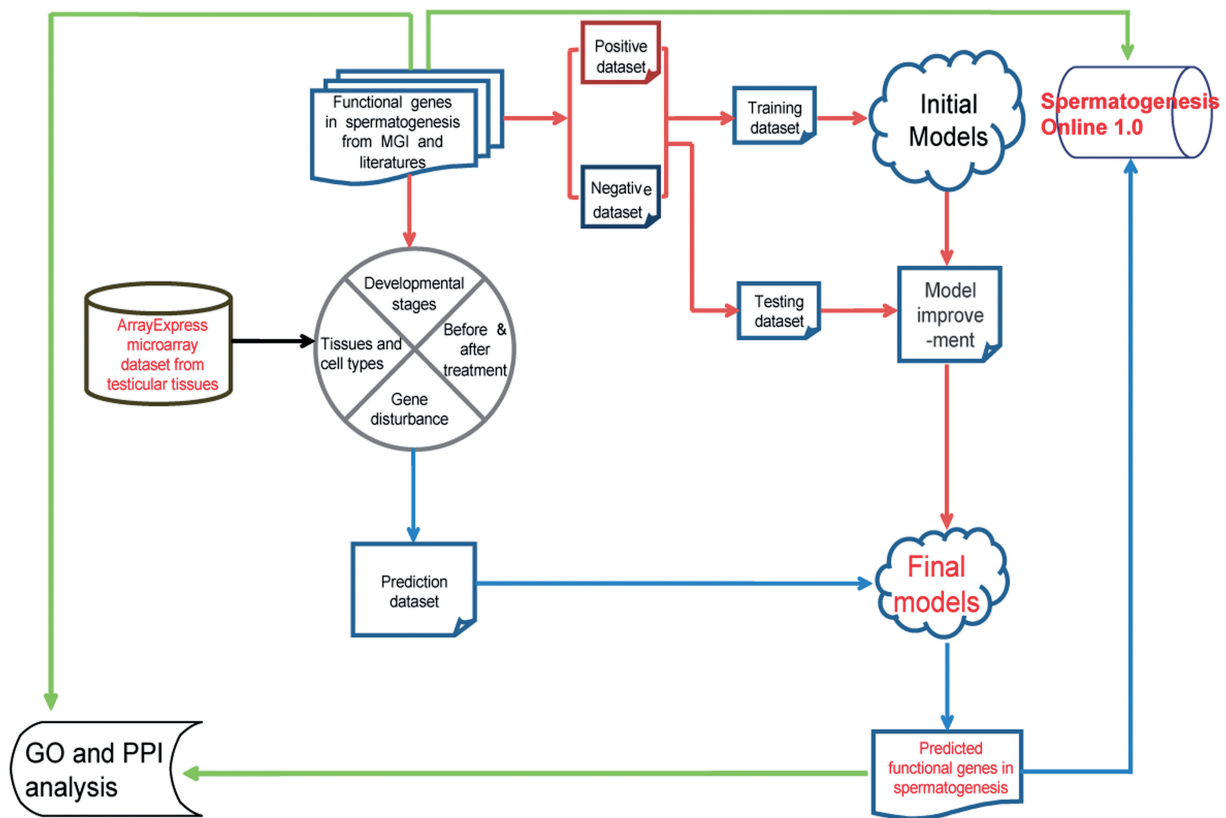 Functional genes
in spermatogenesis
from MGI and
literatures
Positive
dataset
Negative
dataset
Training
dataset
Initial
Models
Spermatogenesis
Online 1.0
Developmental
stages
Tissues and
cell types
Before &
after
treatment
Gene
disturbance
ArrayExpress
microarray
dataset from
testicular tissues
Testing
dataset
Model
improve
-ment
Prediction
dataset
Final
models
GO and PPI
analysis
Predicted
functional genes in
spermatogenesis